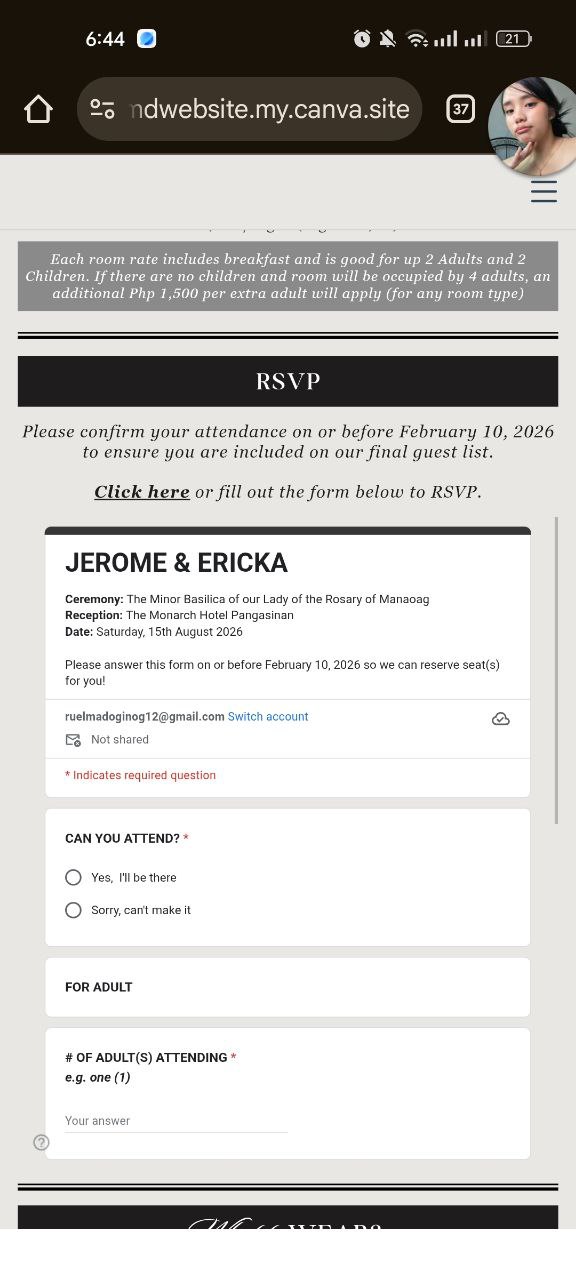 6:44
21
ndwebsite.my.canva.site
37
Each room rate includes breakfast and is good for up 2 Adults and 2
Children. If there are no children and room will be occupied by 4 adults, an
additional Php 1,500 per extra adult will apply (for any room type)
RSVP
Please confirm your attendance on or before February 10, 2026
to ensure you are included on our final guest list.
Click here or fill out the form below to RSVP.
JEROME & ERICKA
Ceremony: The Minor Basilica of our Lady of the Rosary of Manaoag
Reception: The Monarch Hotel Pangasinan
Date: Saturday, 15th August 2026
Please answer this form on or before February 10, 2026 so we can reserve seat(s)
for you!
ruelmadoginog12@gmail.com Switch account
Not shared
* Indicates required question
CAN YOU ATTEND? *
Yes, I'll be there
Sorry, can't make it
FOR ADULT
# OF ADULT(S) ATTENDING *
e.g. one (1)
Your answer
WEAR?